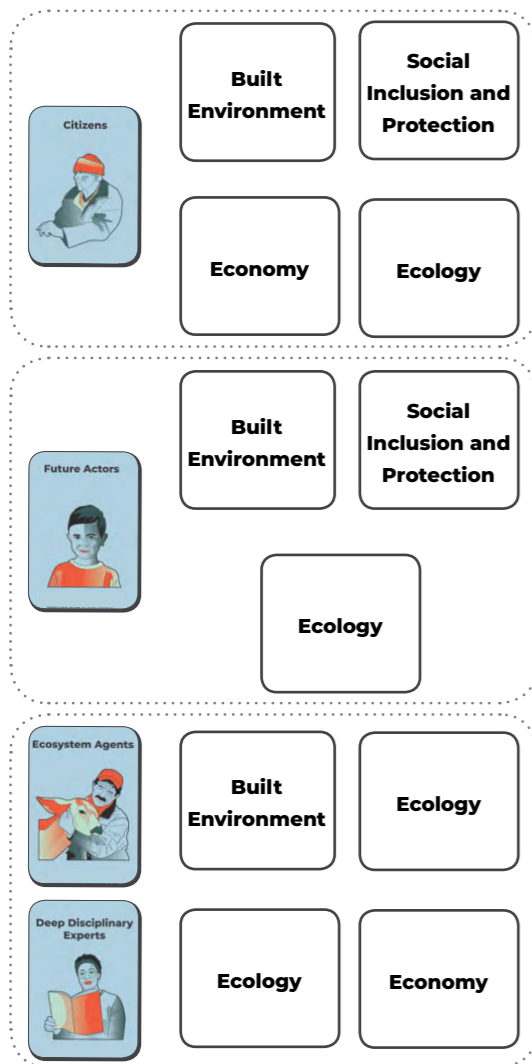 Citizens
Built
Environment
Social
Inclusion and
Protection
Economy
Ecology
Future Actors
Built
Environment
Social
Inclusion and
Protection
Ecology
Ecosystem Agents
Built
Environment
Ecology
Deep Disciplinary
Experts
Ecology
Economy